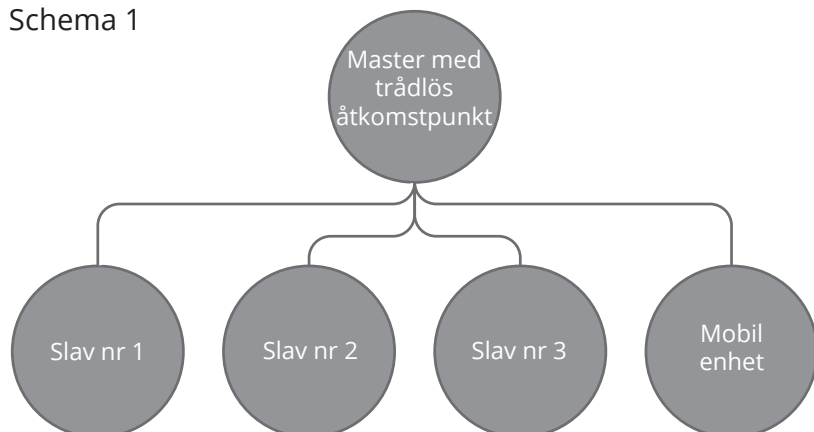 Schema 1
Master med
trådlös
åtkomstpunkt
Slav nr 1
Slav nr 2
Slav nr 3
Mobil
enhet